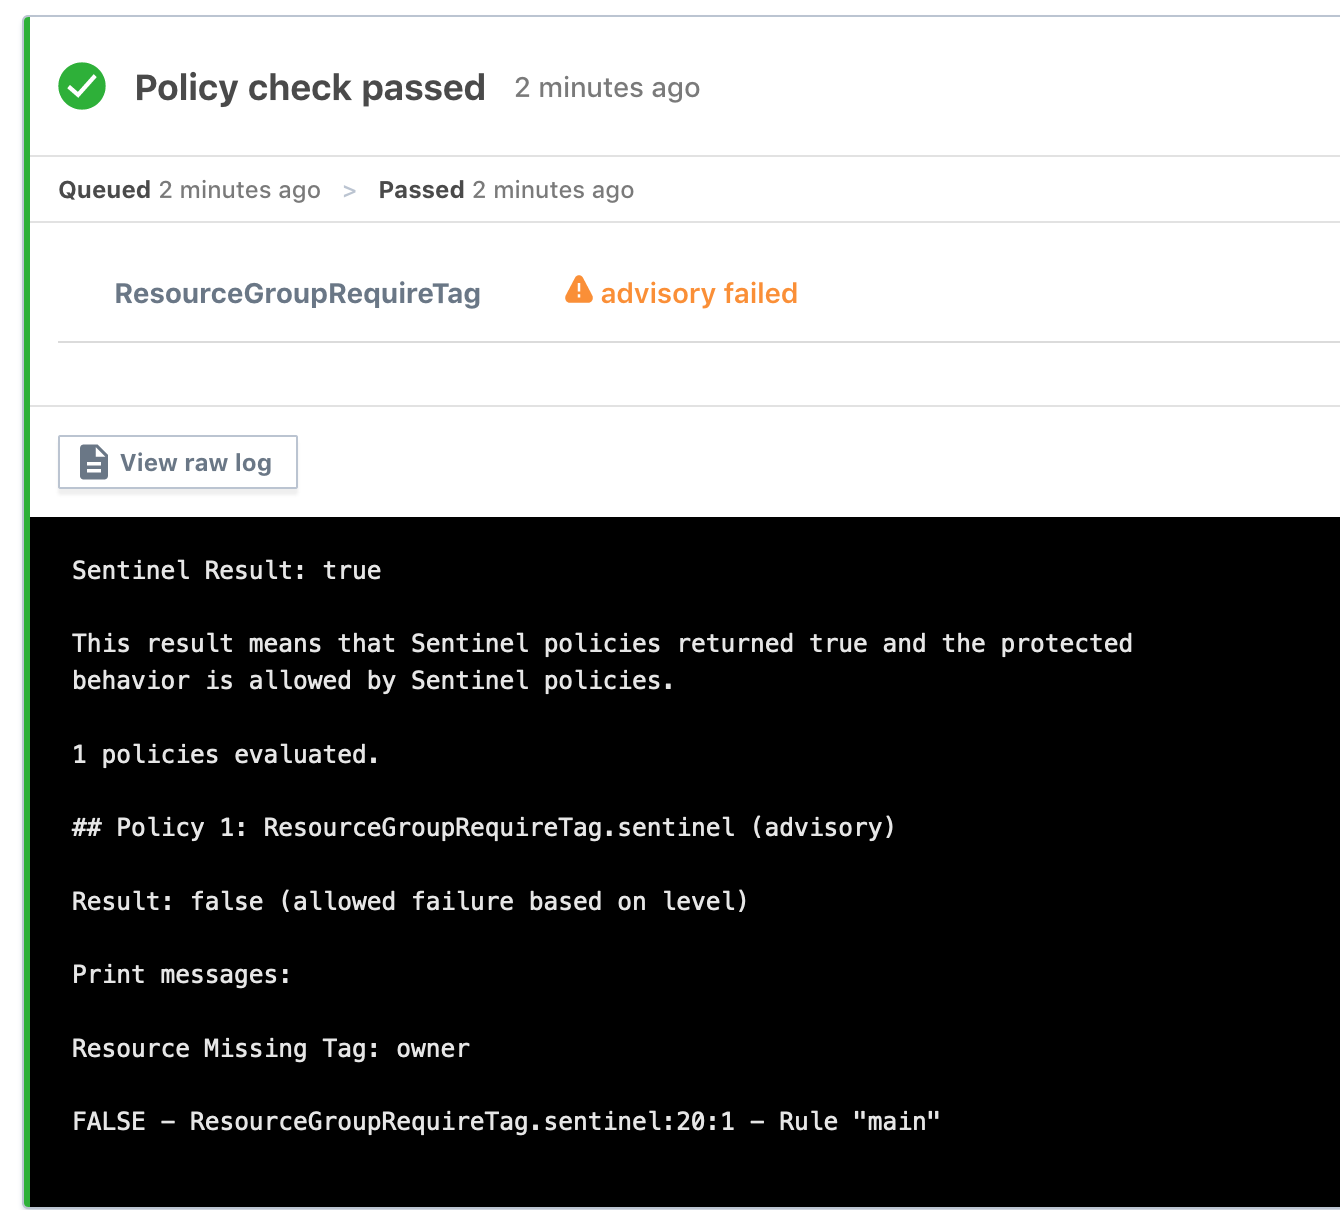 Policy check passed 2 minutes ago
Queued 2 minutes ago > Passed 2 minutes ago
ResourceGroupRequireTag advisory failed
View raw log
Sentinel Result: true
This result means that Sentinel policies returned true and the protected
behavior is allowed by Sentinel policies.
1 policies evaluated.
## Policy 1: ResourceGroupRequireTag.sentinel (advisory)
Result: false (allowed failure based on level)
Print messages:
Resource Missing Tag: owner
FALSE - ResourceGroupRequireTag.sentinel:20:1 - Rule "main"